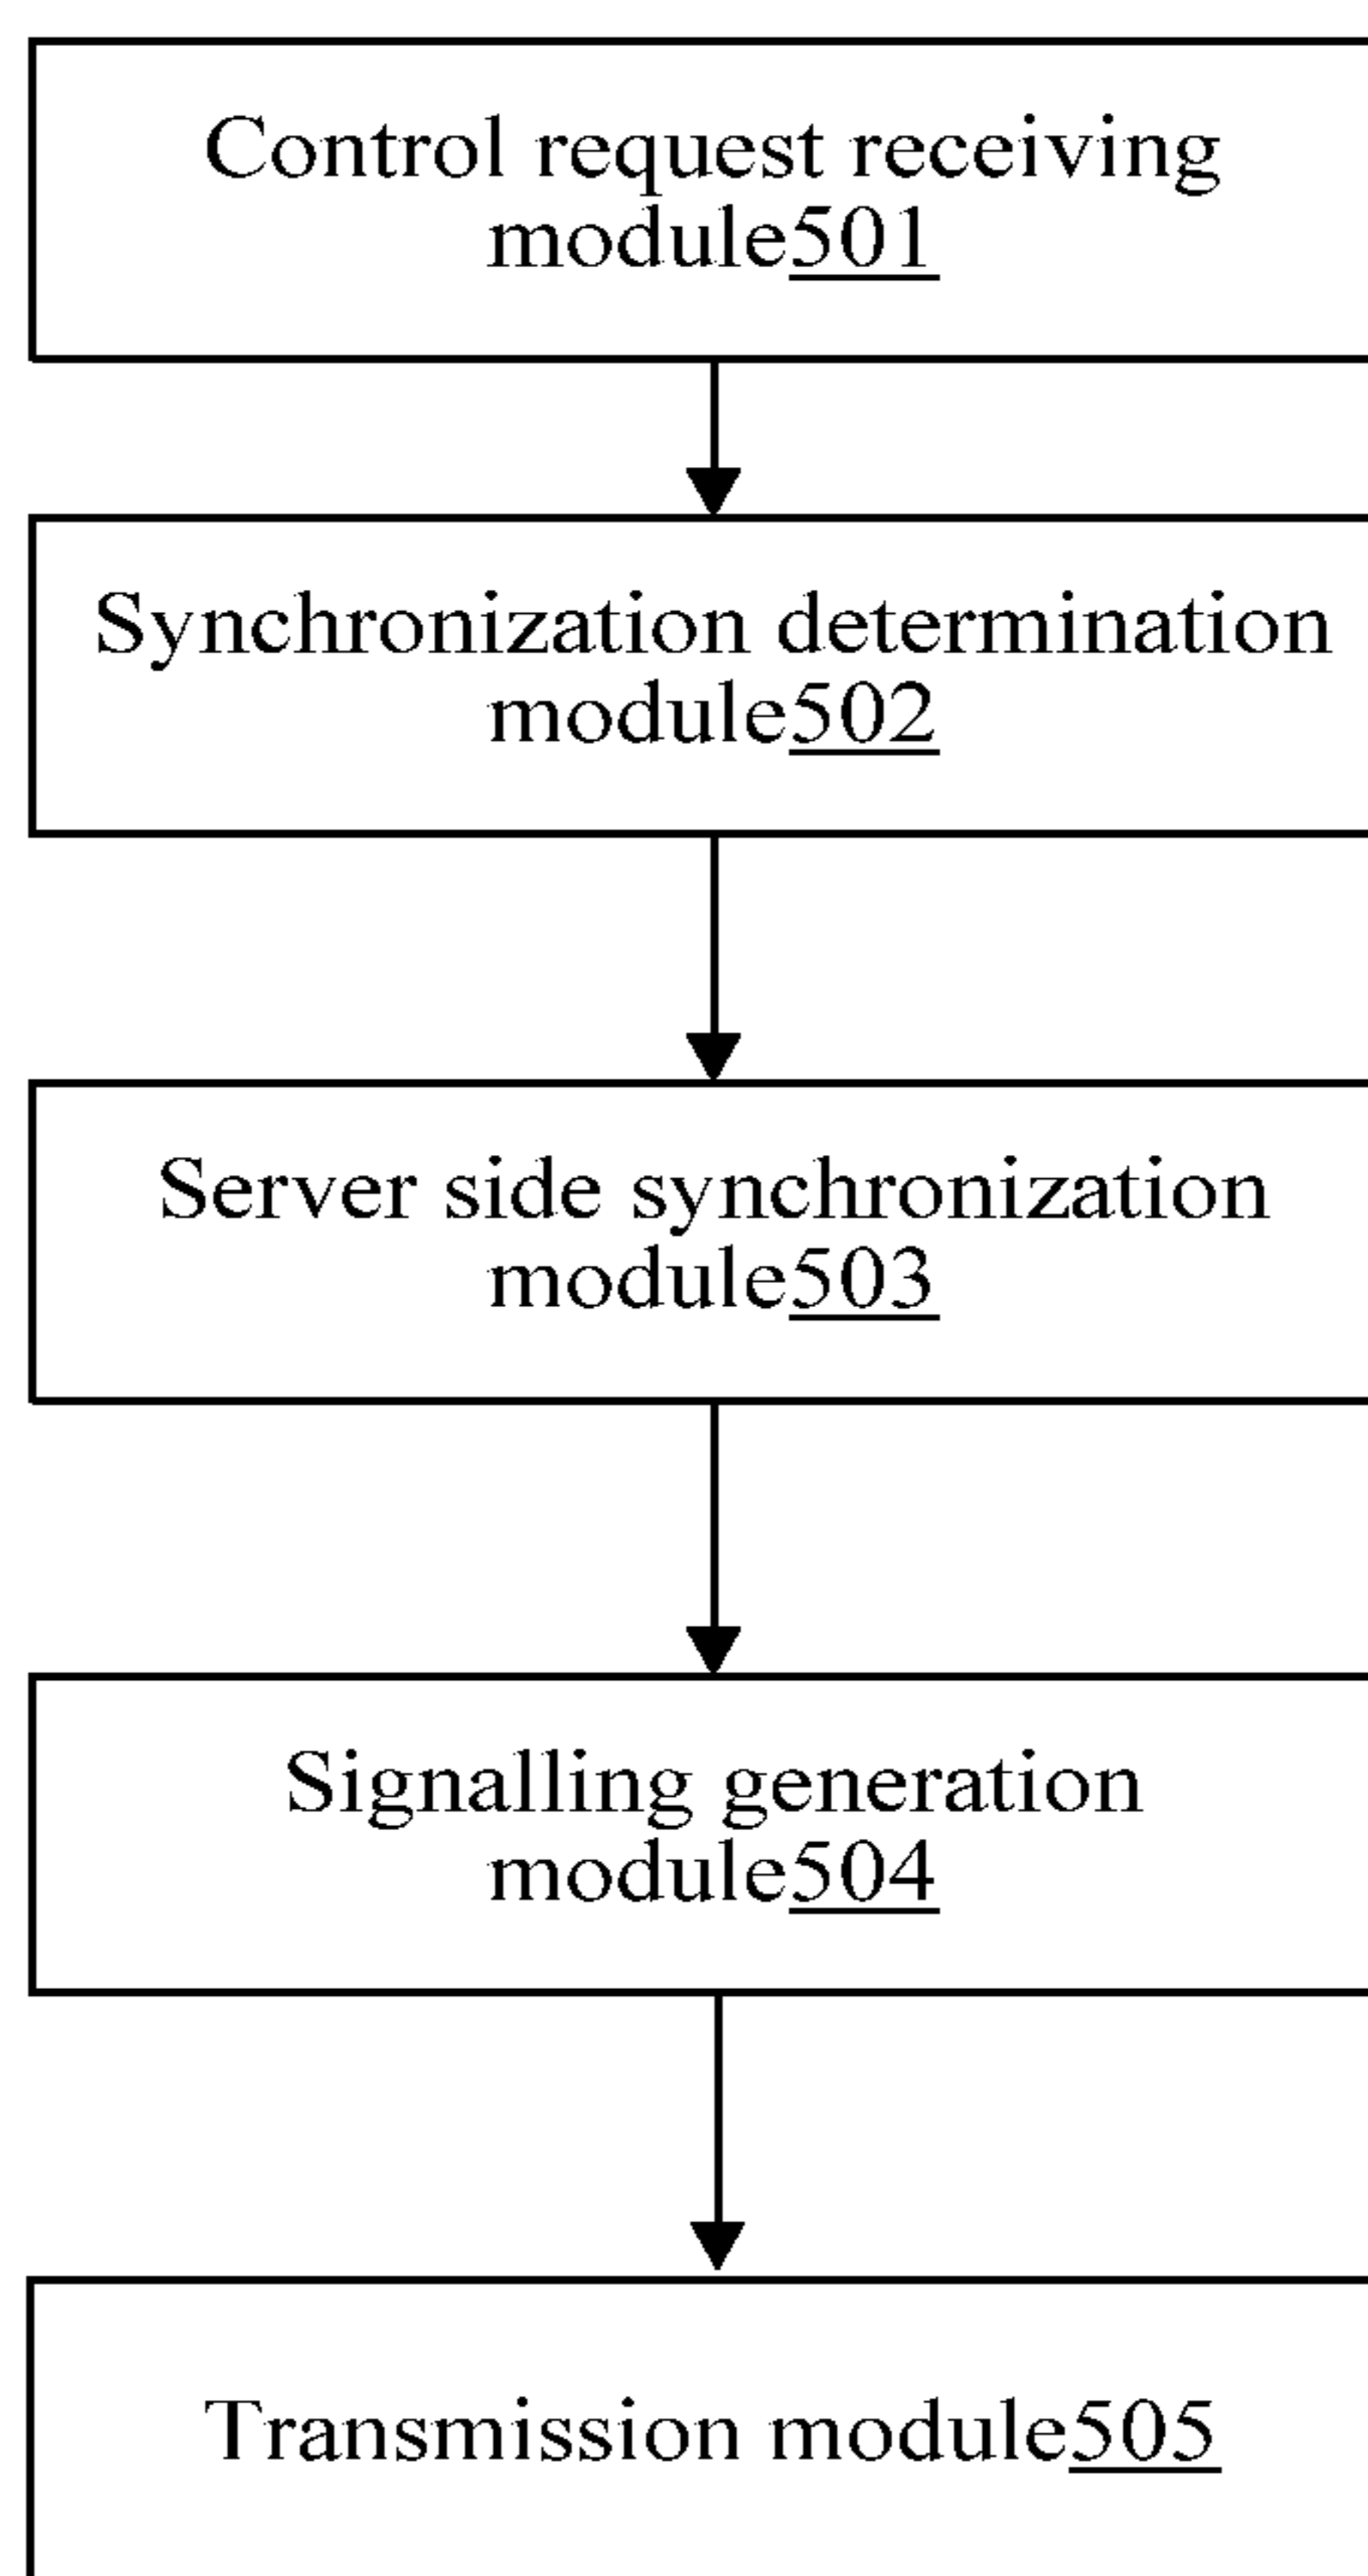 Control request receiving
module501
Synchronization determination
module502
Server side synchronization
module503
Signalling generation
module504
Transmission module505